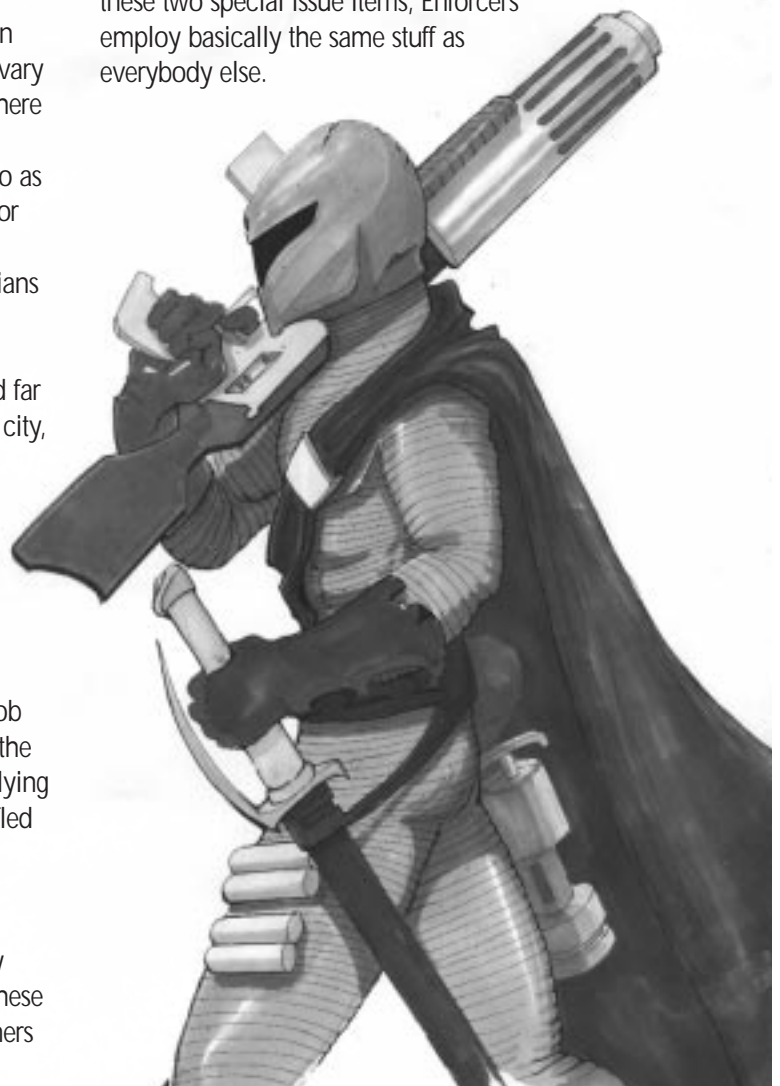 n
vary
here
o as
or
ians
d far
city,
ob
the
lying
led
hese
hers
these two special issue items, Enforcers
employ basically the same stuff as
everybody else.